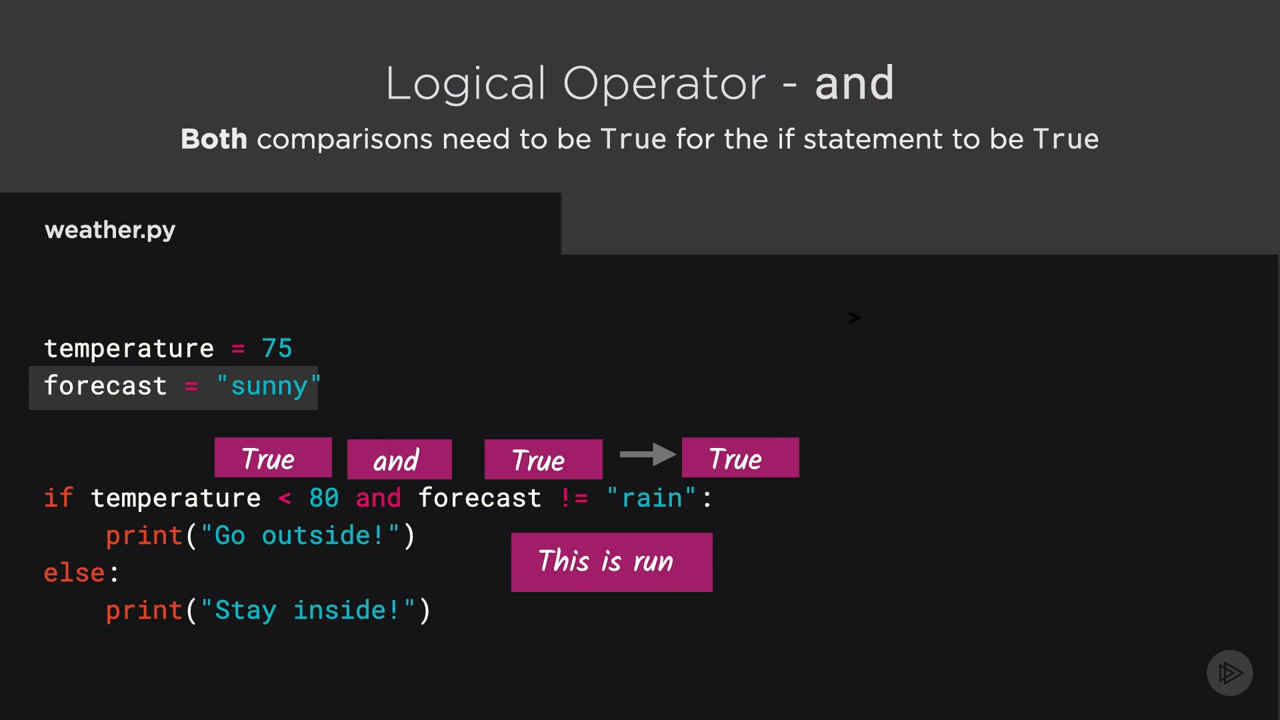 Logical Operator - and
Both comparisons need to be True for the if statement to be True
weather.py
>
temperature = 75
forecast = "sunny"
True and True True
if temperature < 80 and forecast != "rain":
    print("Go outside!")
This is run
else:
    print("Stay inside!")